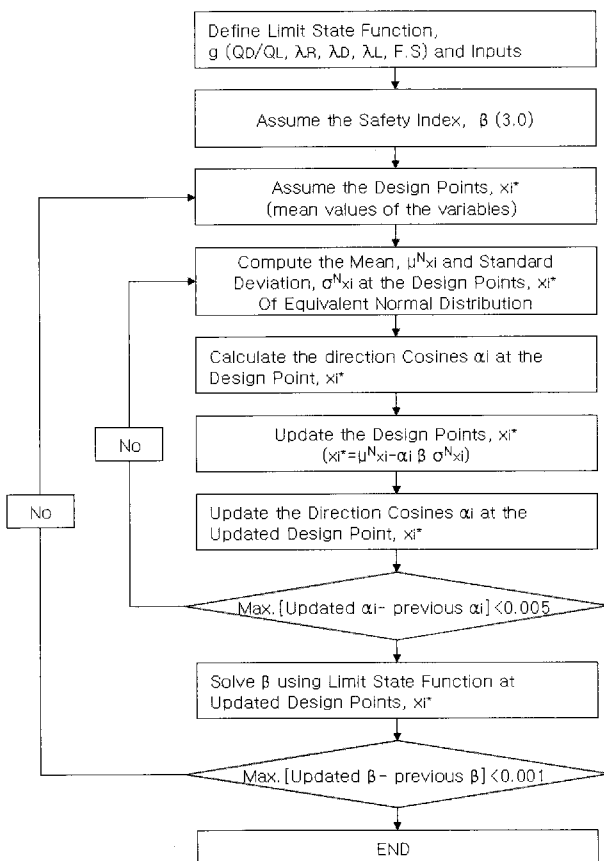 Define Limit State Function,
g (QD/QL, λR, λD, λL, F.S) and Inputs
Assume the Safety Index, β (3.0)
Assume the Design Points, xi*
(mean values of the variables)
Compute the Mean, μᴺxi and Standard
Deviation, σᴺxi at the Design Points, xi*
Of Equivalent Normal Distribution
Calculate the direction Cosines αi at the
Design Point, xi*
No
Update the Design Points, xi*
(xi*=μᴺxi-αi β σᴺxi)
No
Update the Direction Cosines αi at the
Updated Design Point, xi*
Max.[Updated αi- previous αi]<0.005
Solve β using Limit State Function at
Updated Design Points, xi*
Max.[Updated β- previous β]<0.001
END